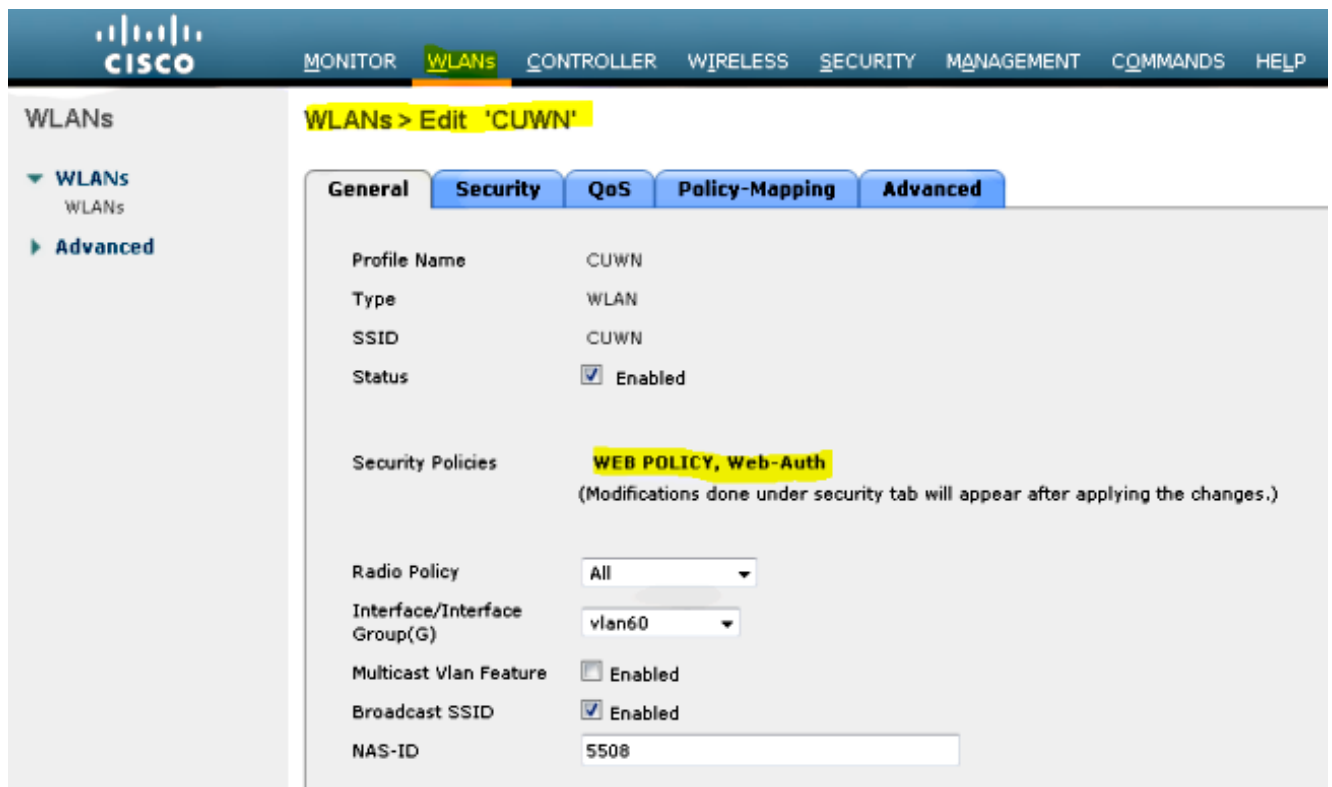 CISCO
MONITOR WLANs CONTROLLER WIRELESS SECURITY MANAGEMENT COMMANDS HELP
WLANs
WLANs
WLANs
Advanced
WLANs > Edit 'CUWN'
General Security QoS Policy-Mapping Advanced
Profile Name CUWN
Type WLAN
SSID CUWN
Status Enabled
Security Policies WEB POLICY, Web-Auth
(Modifications done under security tab will appear after applying the changes.)
Radio Policy All
Interface/Interface
Group(G) vlan60
Multicast Vlan Feature Enabled
Broadcast SSID Enabled
NAS-ID 5508